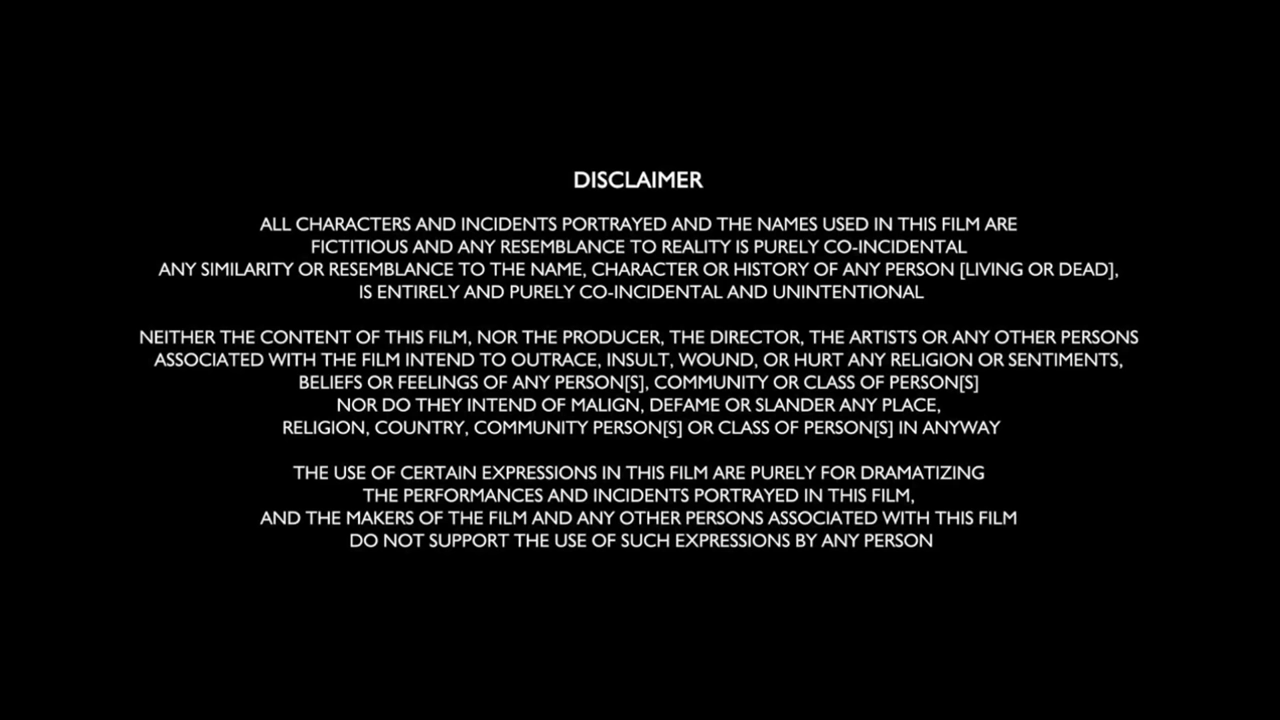 DISCLAIMER
ALL CHARACTERS AND INCIDENTS PORTRAYED AND THE NAMES USED IN THIS FILM ARE
FICTITIOUS AND ANY RESEMBLANCE TO REALITY IS PURELY CO-INCIDENTAL
ANY SIMILARITY OR RESEMBLANCE TO THE NAME, CHARACTER OR HISTORY OF ANY PERSON [LIVING OR DEAD],
IS ENTIRELY AND PURELY CO-INCIDENTAL AND UNINTENTIONAL
NEITHER THE CONTENT OF THIS FILM, NOR THE PRODUCER, THE DIRECTOR, THE ARTISTS OR ANY OTHER PERSONS
ASSOCIATED WITH THE FILM INTEND TO OUTRACE, INSULT, WOUND, OR HURT ANY RELIGION OR SENTIMENTS,
BELIEFS OR FEELINGS OF ANY PERSON[S], COMMUNITY OR CLASS OF PERSON[S]
NOR DO THEY INTEND OF MALIGN, DEFAME OR SLANDER ANY PLACE,
RELIGION, COUNTRY, COMMUNITY PERSON[S] OR CLASS OF PERSON[S] IN ANYWAY
THE USE OF CERTAIN EXPRESSIONS IN THIS FILM ARE PURELY FOR DRAMATIZING
THE PERFORMANCES AND INCIDENTS PORTRAYED IN THIS FILM,
AND THE MAKERS OF THE FILM AND ANY OTHER PERSONS ASSOCIATED WITH THIS FILM
DO NOT SUPPORT THE USE OF SUCH EXPRESSIONS BY ANY PERSON